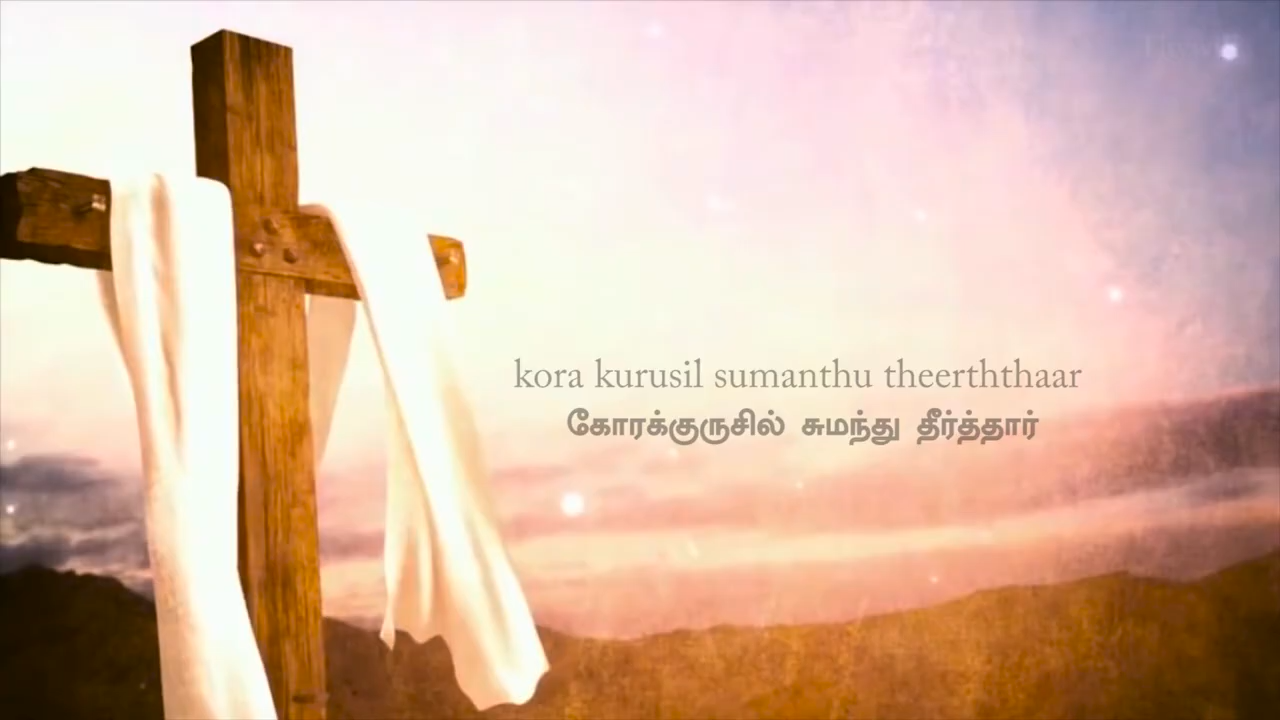 kora kurusil sumanthu theerththaar
கோரக்குருசில் சுமந்து தீர்த்தார்